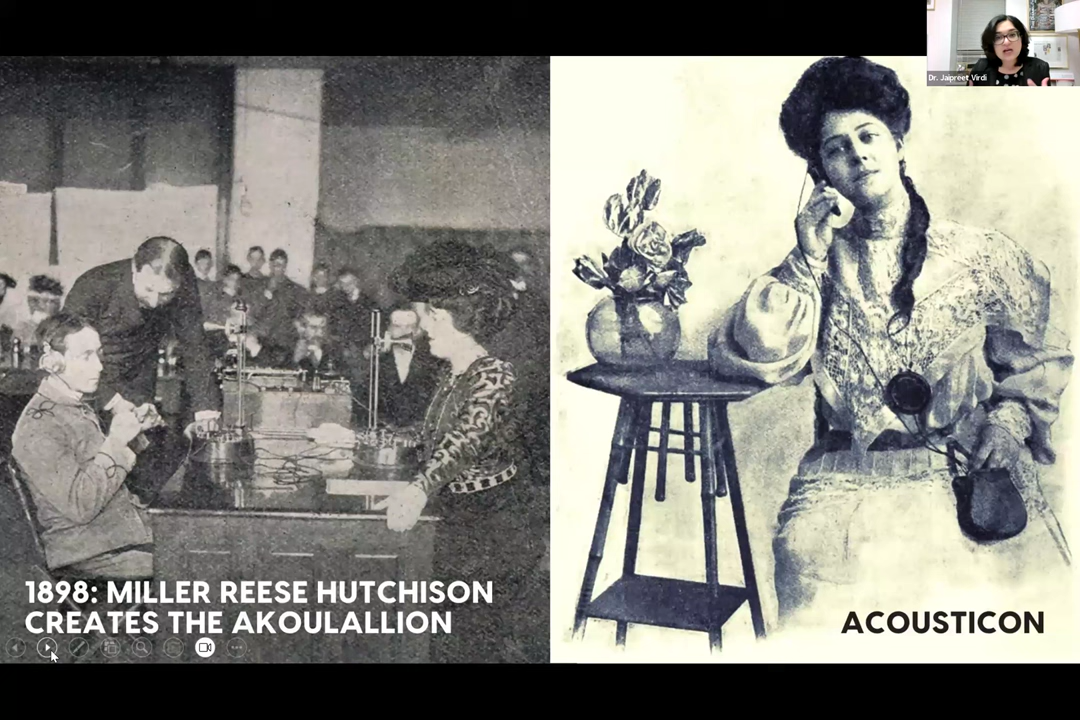 Dr. Jaipreet Virdi
1898: MILLER REESE HUTCHISON
CREATES THE AKOULALLION
ACOUSTICON